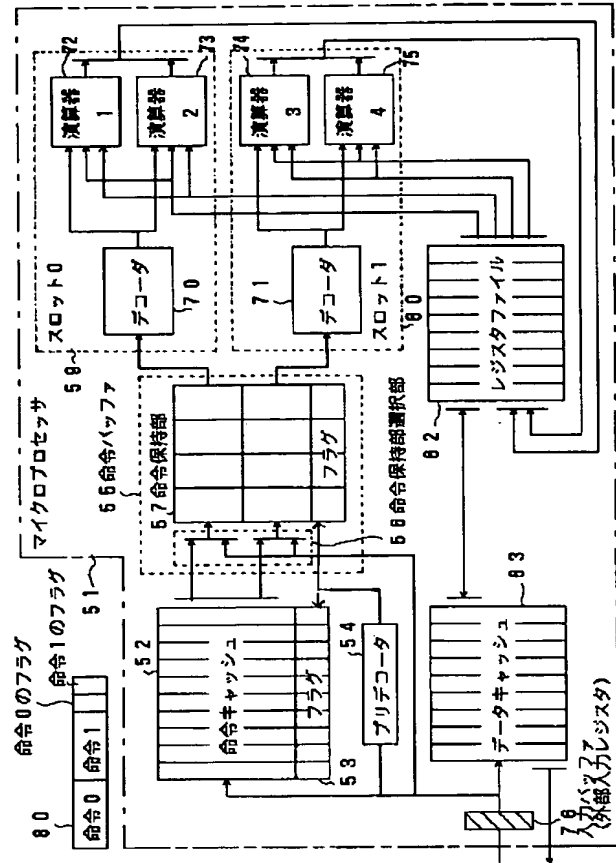 80
命令0
命令1
命令0のフラグ
命令1のフラグ
51
マイクロプロセッサ
52
命令キャッシュ
フラグ
53
プリデコーダ
54
56命令バッファ
57命令保持部
フラグ
58命令保持部選択部
59
スロット0
デコーダ
70
演算器
1
72
演算器
2
73
スロット1
デコーダ
71
60
演算器
3
74
演算器
4
75
レジスタファイル
62
データキャッシュ
63
76
入力バッファ
(外部入力レジスタ)